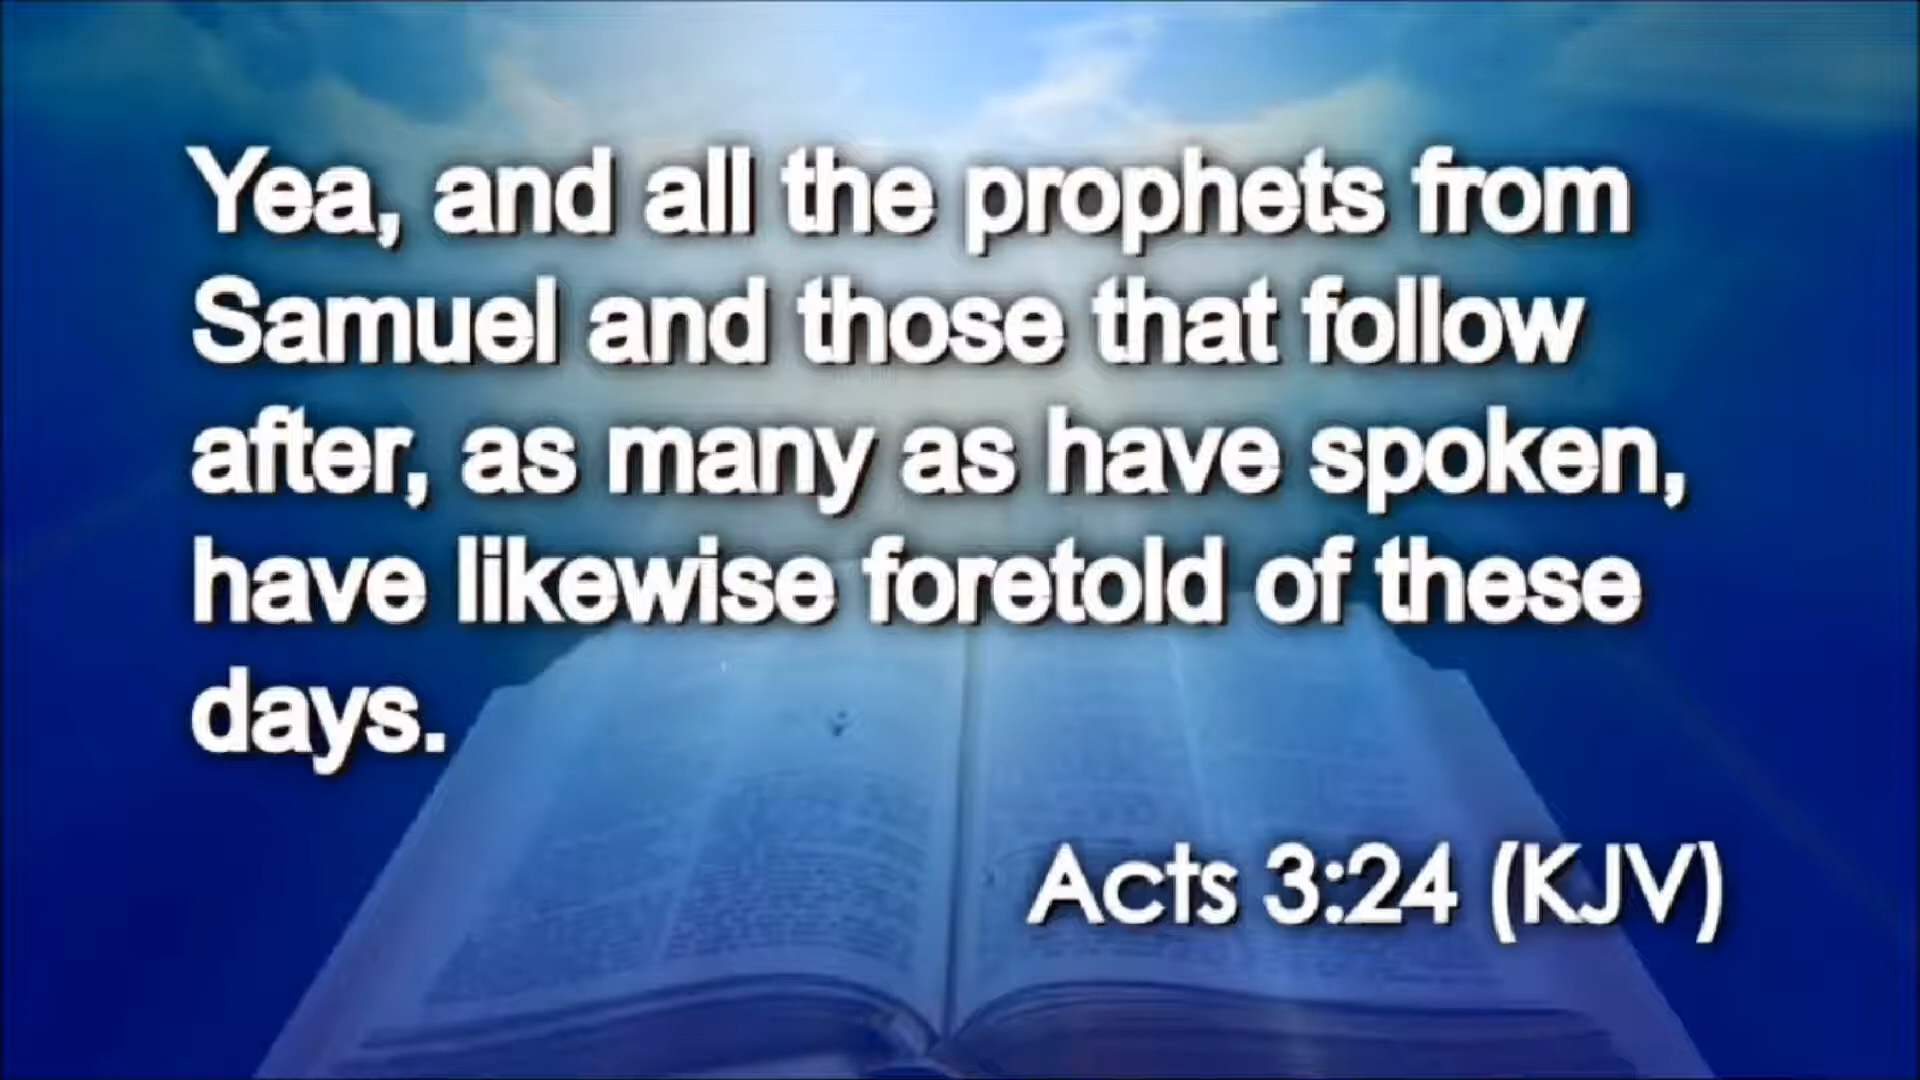 Yea, and all the prophets from
Samuel and those that follow
after, as many as have spoken,
have likewise foretold of these
days.
Acts 3:24 (KJV)